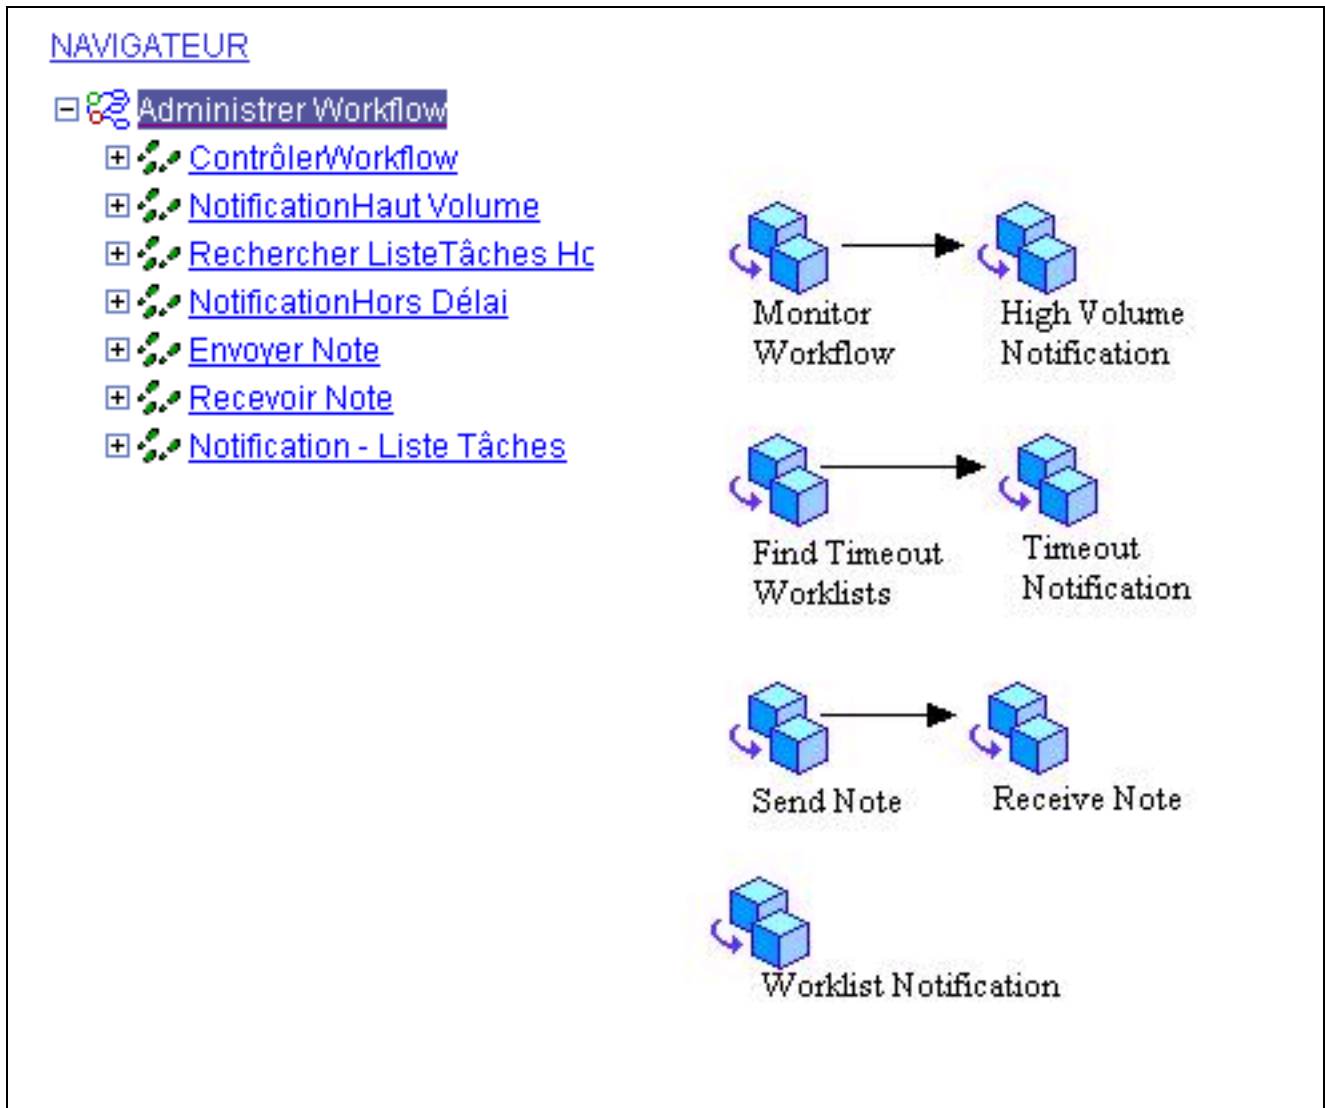 NAVIGATEUR
Administrer Workflow
ContrôlerWorkflow
NotificationHaut Volume
Rechercher ListeTâches Ho
NotificationHors Délai
Envoyer Note
Recevoir Note
Notification - Liste Tâches
Monitor
Workflow
High Volume
Notification
Find Timeout
Worklists
Timeout
Notification
Send Note
Receive Note
Worklist Notification